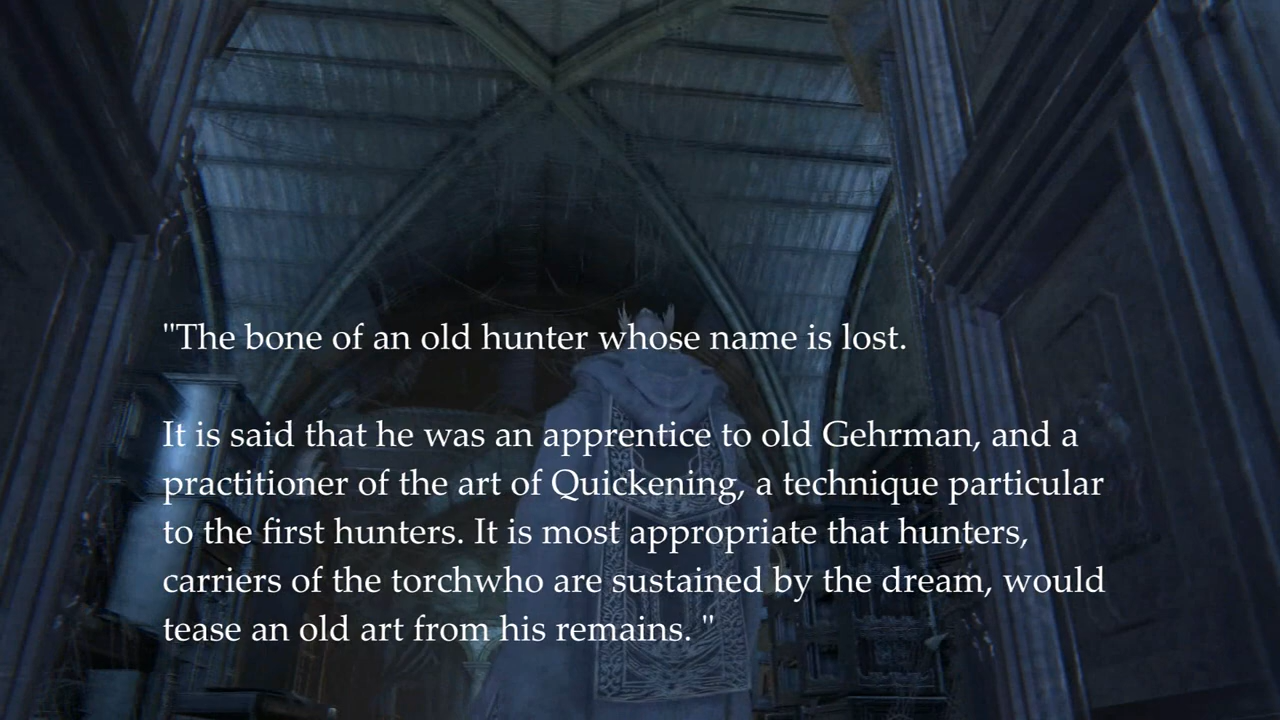 "The bone of an old hunter whose name is lost.
It is said that he was an apprentice to old Gehrman, and a
practitioner of the art of Quickening, a technique particular
to the first hunters. It is most appropriate that hunters,
carriers of the torchwho are sustained by the dream, would
tease an old art from his remains. "